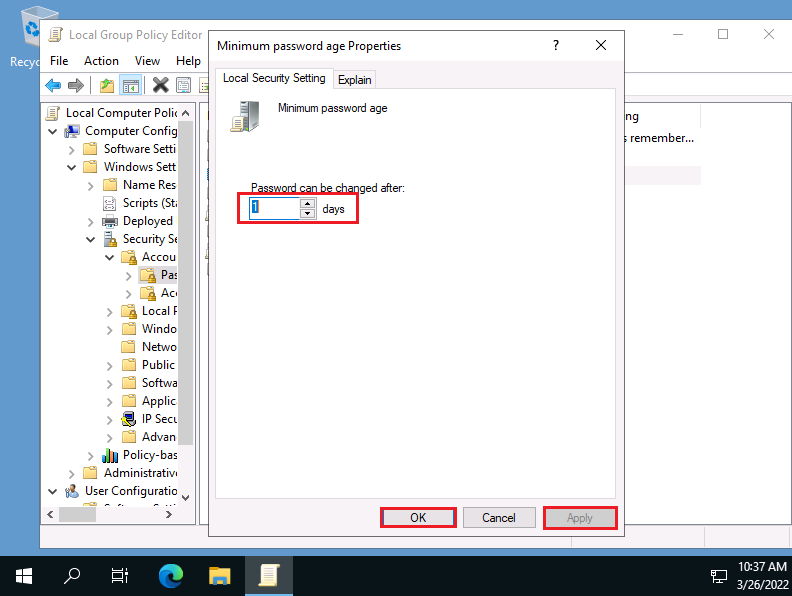 Recyc
Local Group Policy Editor
File Action View Help
Minimum password age Properties
?
Local Security Setting Explain
Minimum password age
Password can be changed after:
1 days
OK Cancel Apply
Local Computer Polic
Computer Config
Software Setti
Windows Sett
Name Res
Scripts (Sta
Deployed
Security Se
Accou
Pas
Acc
Local P
Windo
Netwo
Public
Softwa
Applic
IP Secu
Advan
Policy-bas
Administrative
User Configuratio
ng
s remember...
10:37 AM
3/26/2022